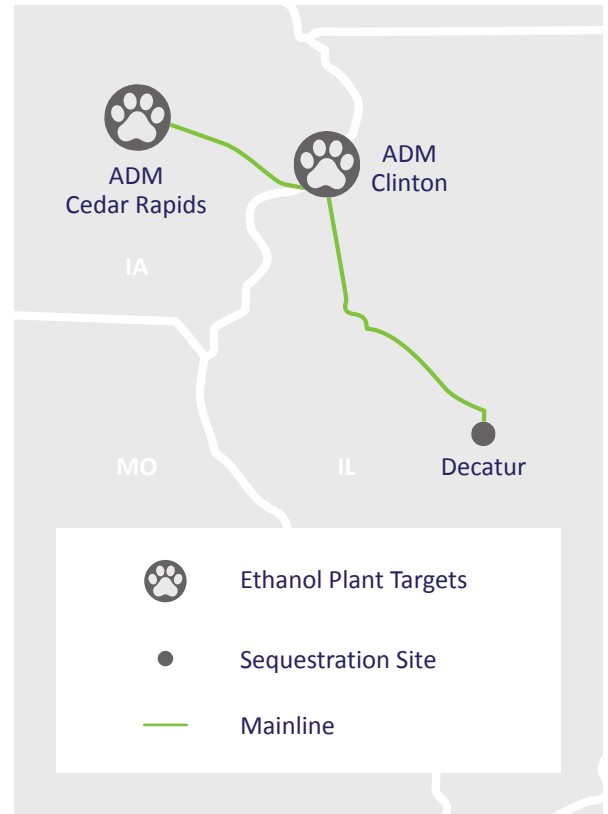 ADM
Cedar Rapids
ADM
Clinton
IA
MO
IL
Decatur
Ethanol Plant Targets
Sequestration Site
Mainline